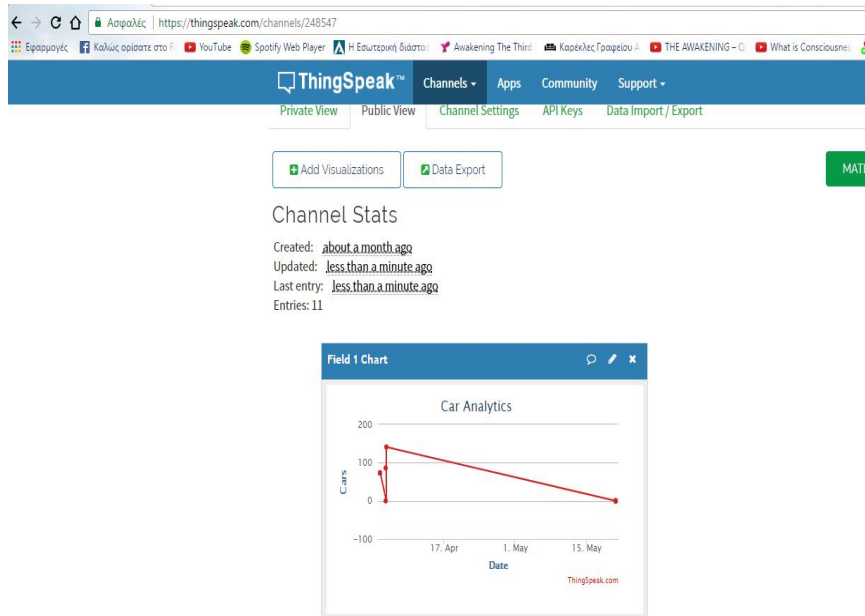 Ασφαλές | https://thingspeak.com/channels/248547
Εφαρμογές Καλώς ορίσατε στο F YouTube Spotify Web Player Η Εσωτερική διάστασ Awakening The Third Καρέκλες Γραφείου Α THE AWAKENING – Q What is Consciousnes
ThingSpeak™ Channels Apps Community Support
Private View Public View Channel Settings API Keys Data Import / Export
Add Visualizations Data Export MATL
Channel Stats
Created: about a month ago
Updated: less than a minute ago
Last entry: less than a minute ago
Entries: 11
Field 1 Chart
Car Analytics
200
100
0
-100
Cars
17. Apr 1. May 15. May
Date
ThingSpeak.com